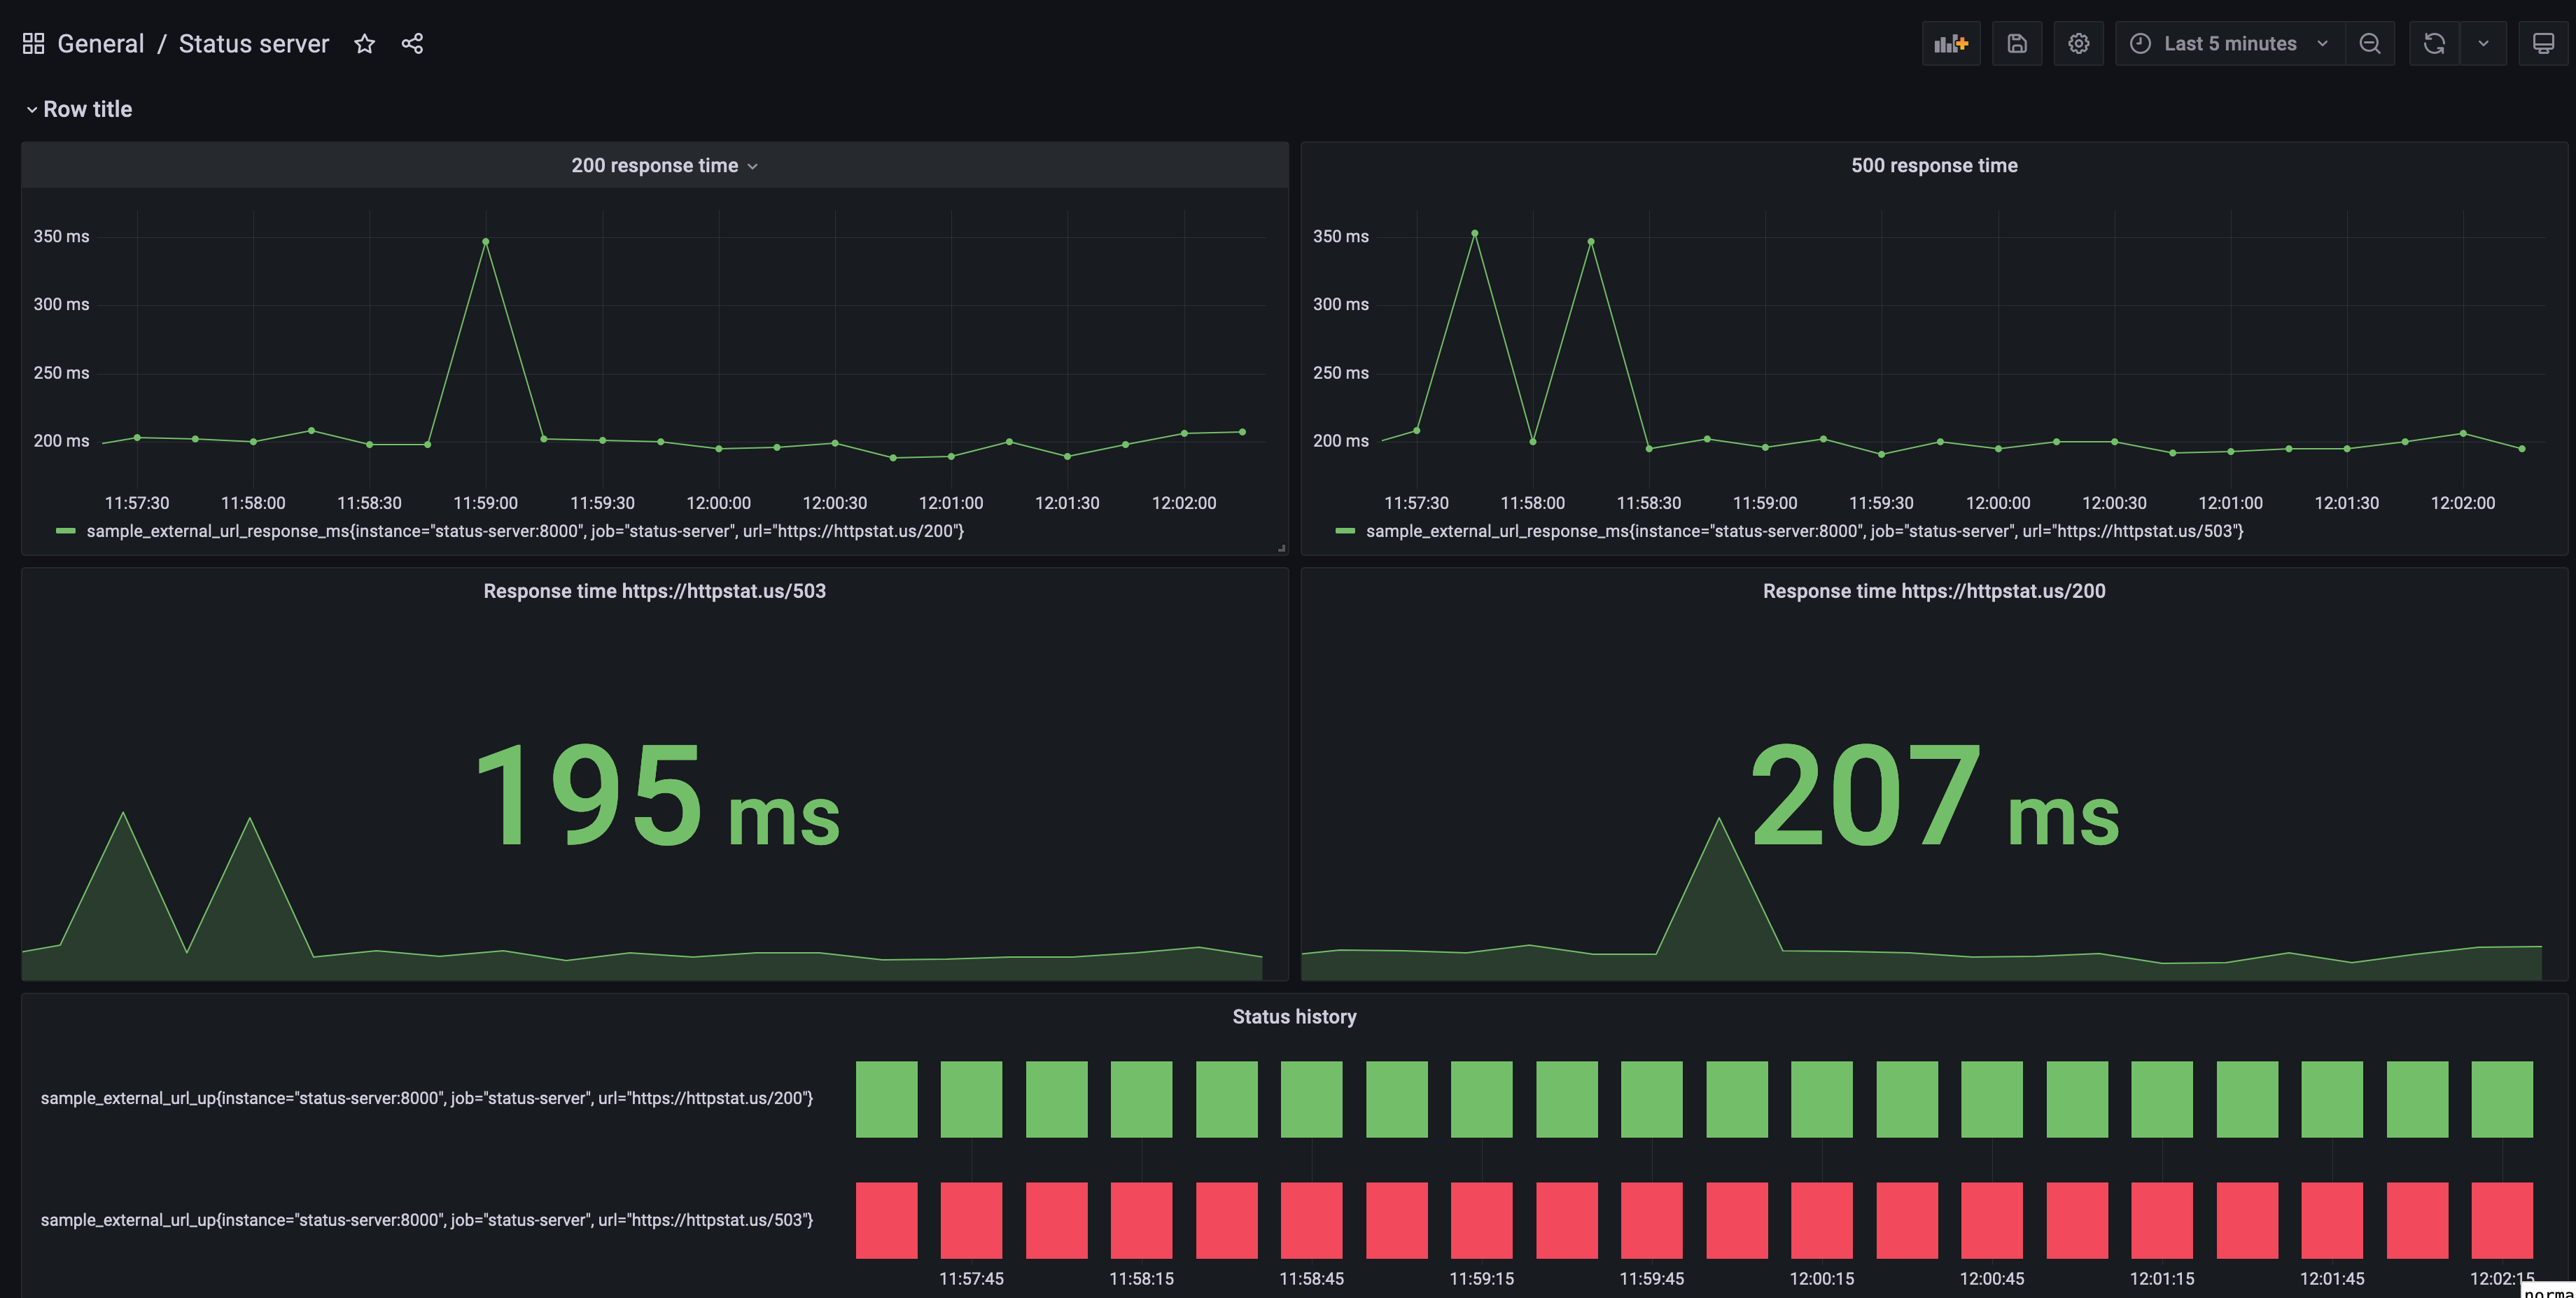 General / Status server
Last 5 minutes
Row title
200 response time
350 ms
300 ms
250 ms
200 ms
11:57:30 11:58:00 11:58:30 11:59:00 11:59:30 12:00:00 12:00:30 12:01:00 12:01:30 12:02:00
sample_external_url_response_ms{instance="status-server:8000", job="status-server", url="https://httpstat.us/200"}
500 response time
350 ms
300 ms
250 ms
200 ms
11:57:30 11:58:00 11:58:30 11:59:00 11:59:30 12:00:00 12:00:30 12:01:00 12:01:30 12:02:00
sample_external_url_response_ms{instance="status-server:8000", job="status-server", url="https://httpstat.us/503"}
Response time https://httpstat.us/503
195 ms
Response time https://httpstat.us/200
207 ms
Status history
sample_external_url_up{instance="status-server:8000", job="status-server", url="https://httpstat.us/200"}
sample_external_url_up{instance="status-server:8000", job="status-server", url="https://httpstat.us/503"}
11:57:45 11:58:15 11:58:45 11:59:15 11:59:45 12:00:15 12:00:45 12:01:15 12:01:45 12:02:15